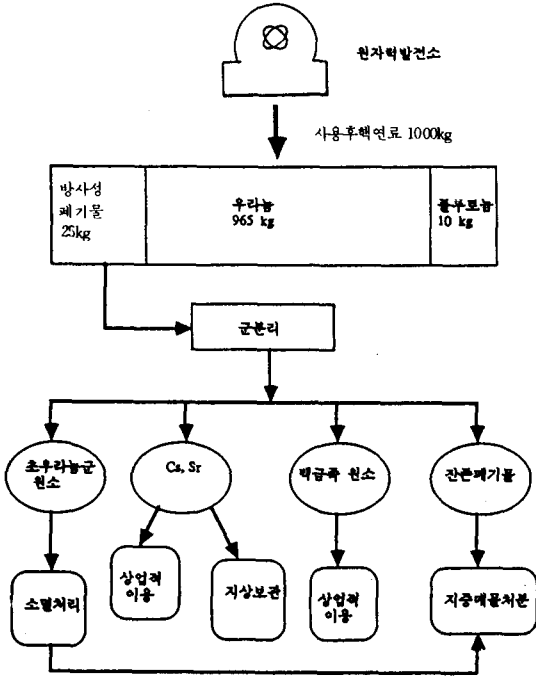 원자력발전소
사용후핵연료 1000kg
방사성
폐기물
25kg
우라늄
965 kg
플루토늄
10 kg
군분리
초우라늄군
원소
Cs, Sr
백금족 원소
잔존폐기물
소멸처리
상업적
이용
지상보관
상업적
이용
지중매몰처분